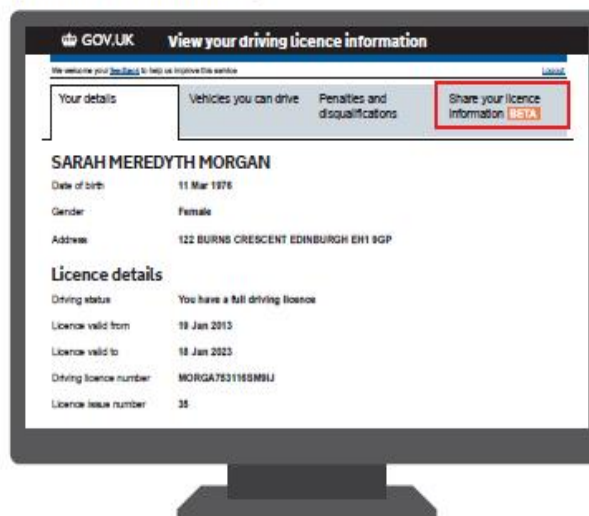 GOV.UK View your driving licence information
We welcome your feedback to help us improve this service Logout
Your details Vehicles you can drive Penalties and disqualifications Share your licence information BETA
SARAH MEREDYTH MORGAN
Date of birth 11 Mar 1976
Gender Female
Address 122 BURNS CRESCENT EDINBURGH EH1 9GP
Licence details
Driving status You have a full driving licence
Licence valid from 19 Jan 2013
Licence valid to 18 Jan 2023
Driving licence number MORGA753116SM9IJ
Licence issue number 35